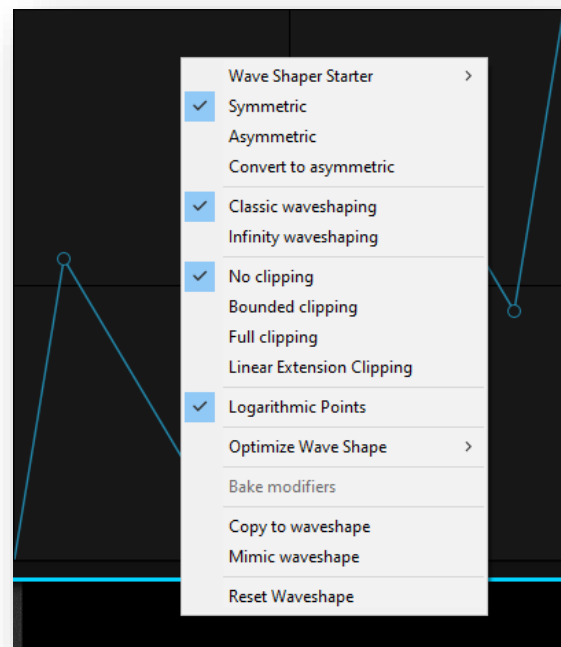 Wave Shaper Starter
Symmetric
Asymmetric
Convert to asymmetric
Classic waveshaping
Infinity waveshaping
No clipping
Bounded clipping
Full clipping
Linear Extension Clipping
Logarithmic Points
Optimize Wave Shape
Bake modifiers
Copy to waveshape
Mimic waveshape
Reset Waveshape